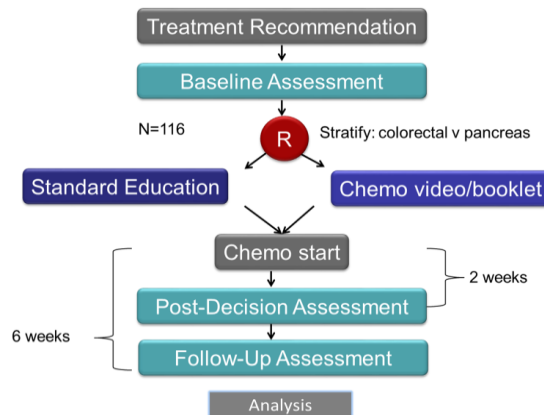 Treatment Recommendation
Baseline Assessment
N=116
R
Stratify: colorectal v pancreas
Standard Education
Chemo video/booklet
Chemo start
2 weeks
Post-Decision Assessment
6 weeks
Follow-Up Assessment
Analysis